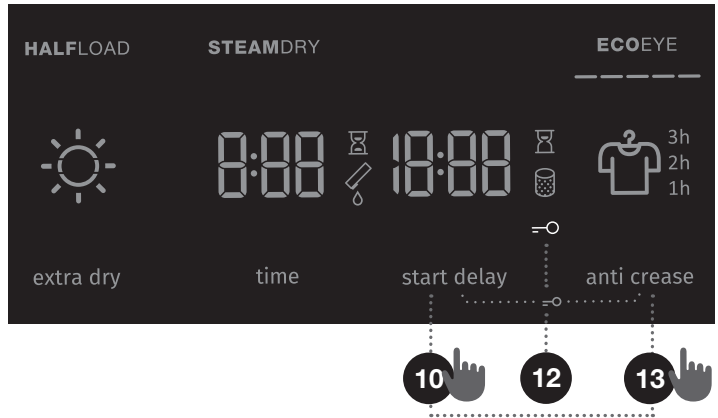 HALFLOAD STEAMDRY ECOEYE
8:88 18:88 3h
2h
1h
extra dry time start delay anti crease
10 12 13